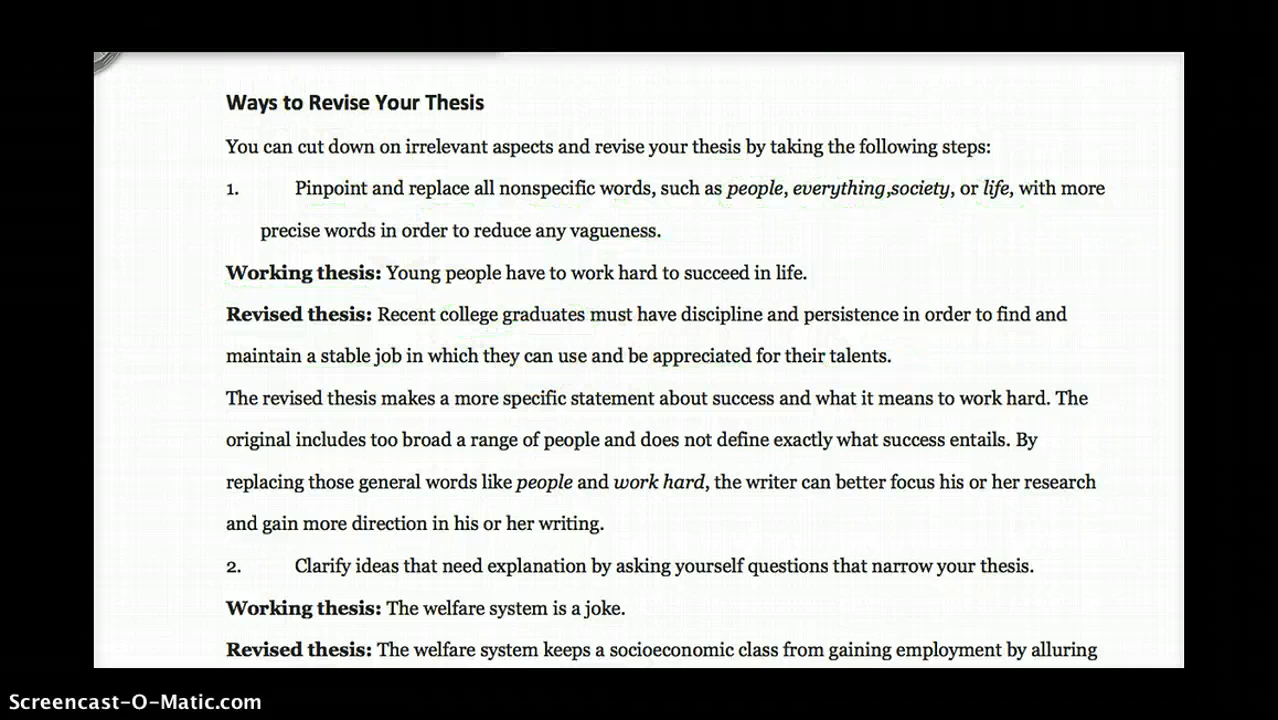 Ways to Revise Your Thesis
You can cut down on irrelevant aspects and revise your thesis by taking the following steps:
1. Pinpoint and replace all nonspecific words, such as people, everything,society, or life, with more
precise words in order to reduce any vagueness.
Working thesis: Young people have to work hard to succeed in life.
Revised thesis: Recent college graduates must have discipline and persistence in order to find and
maintain a stable job in which they can use and be appreciated for their talents.
The revised thesis makes a more specific statement about success and what it means to work hard. The
original includes too broad a range of people and does not define exactly what success entails. By
replacing those general words like people and work hard, the writer can better focus his or her research
and gain more direction in his or her writing.
2. Clarify ideas that need explanation by asking yourself questions that narrow your thesis.
Working thesis: The welfare system is a joke.
Revised thesis: The welfare system keeps a socioeconomic class from gaining employment by alluring
Screencast-O-Matic.com